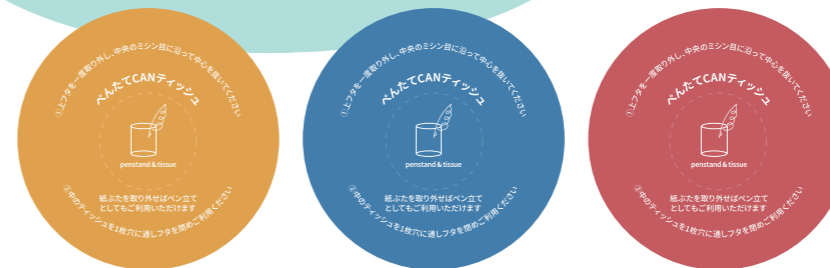 ①上フタを一度取り外し、中央のミシン目に沿って中心を抜いてください
ぺんたてCANティッシュ
penstand & tissue
紙ぶたを取り外せばペン立て
としてもご利用いただけます
②中のティッシュを1枚穴に通しフタを閉めご利用ください
①上フタを一度取り外し、中央のミシン目に沿って中心を抜いてください
ぺんたてCANティッシュ
penstand & tissue
紙ぶたを取り外せばペン立て
としてもご利用いただけます
②中のティッシュを1枚穴に通しフタを閉めご利用ください
①上フタを一度取り外し、中央のミシン目に沿って中心を抜いてください
ぺんたてCANティッシュ
penstand & tissue
紙ぶたを取り外せばペン立て
としてもご利用いただけます
②中のティッシュを1枚穴に通しフタを閉めご利用ください